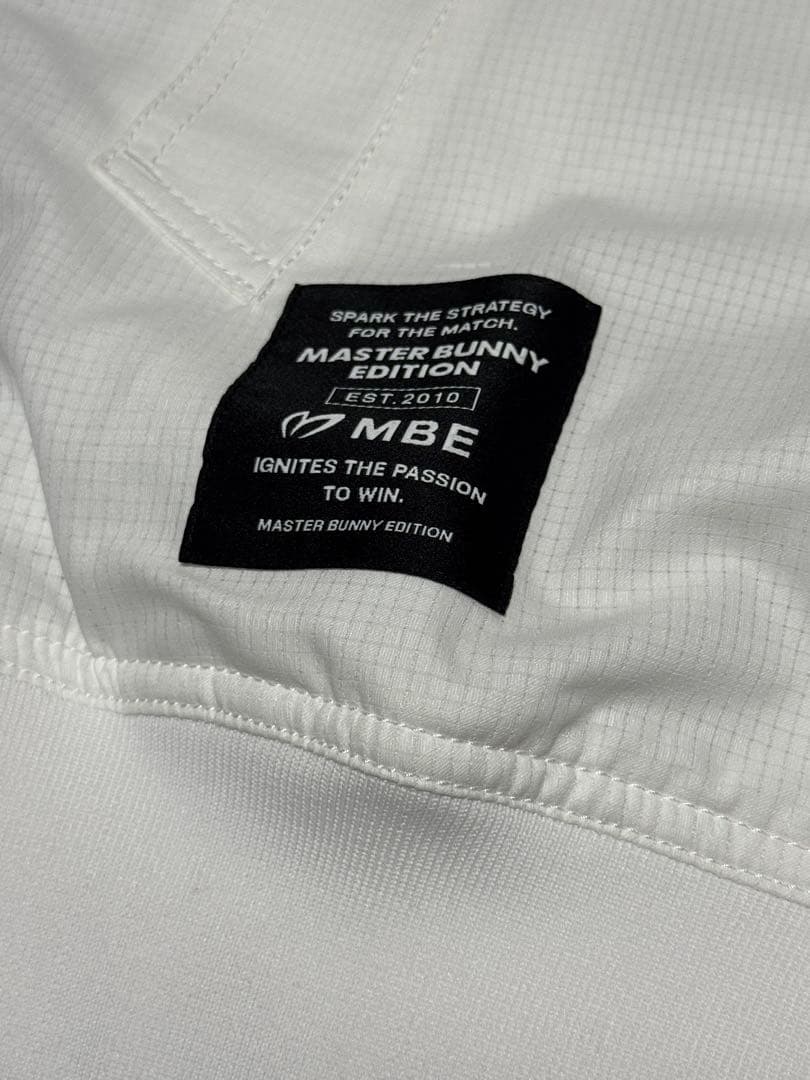 SPARK THE STRATEGY
FOR THE MATCH.
MASTER BUNNY
EDITION
EST. 2010
MBE
IGNITES THE PASSION
TO WIN.
MASTER BUNNY EDITION